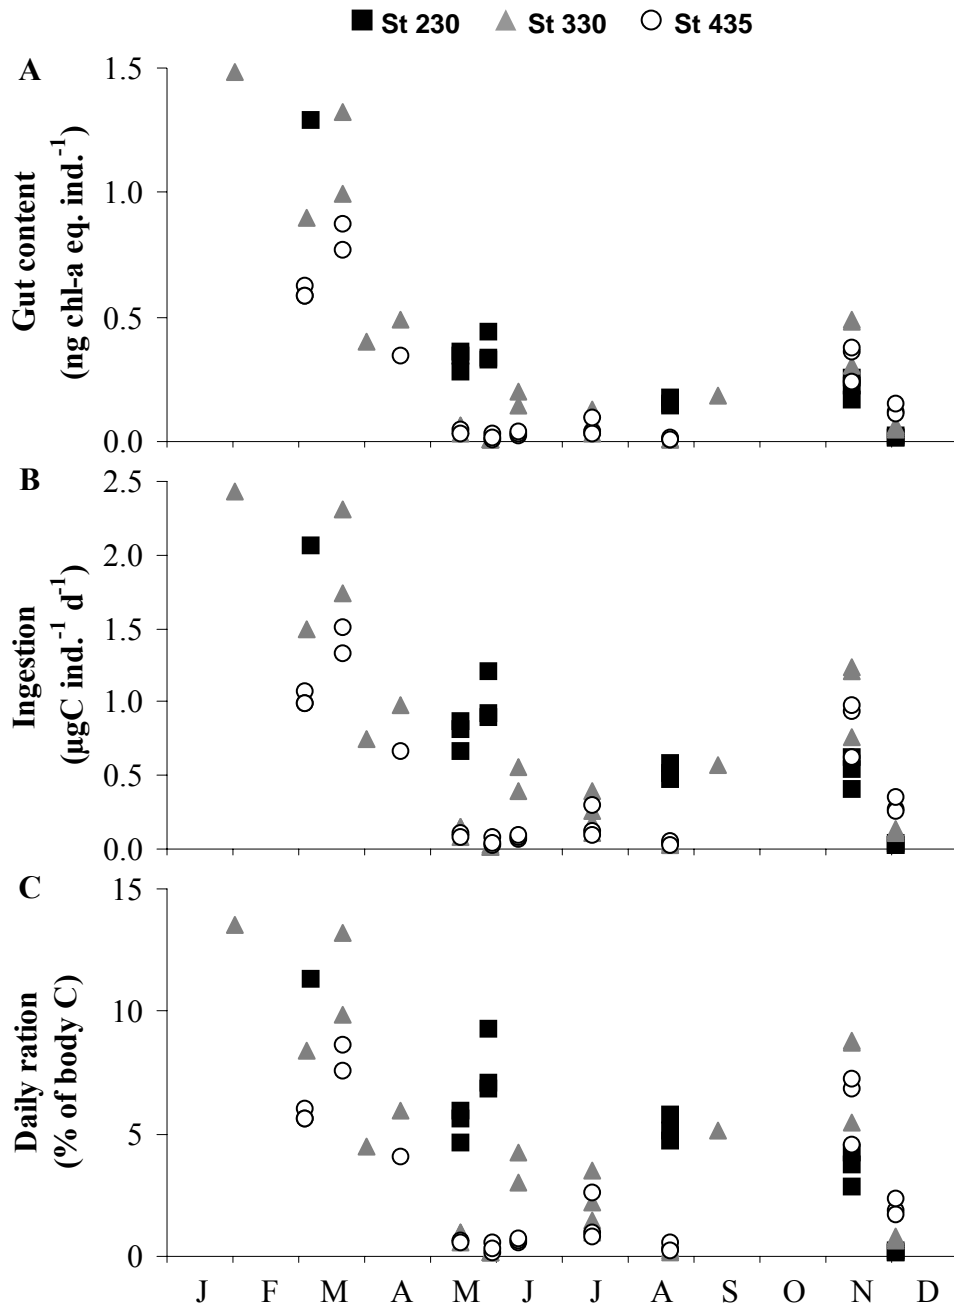 St 230 St 330 St 435
A
Gut content
(ng chl-a eq. ind.-1)
1.5
1.0
0.5
0.0
B
Ingestion
(µgC ind.-1 d-1)
2.5
2.0
1.5
1.0
0.5
0.0
C
Daily ration
(% of body C)
15
10
5
0
J F M A M J J A S O N D